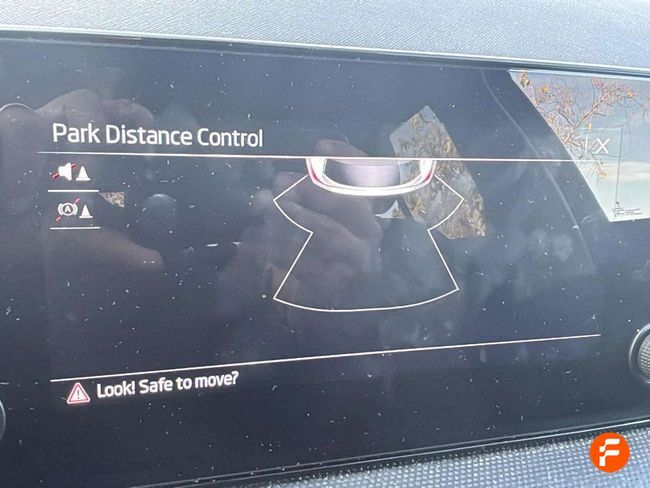 Park Distance Control
Look! Safe to move?